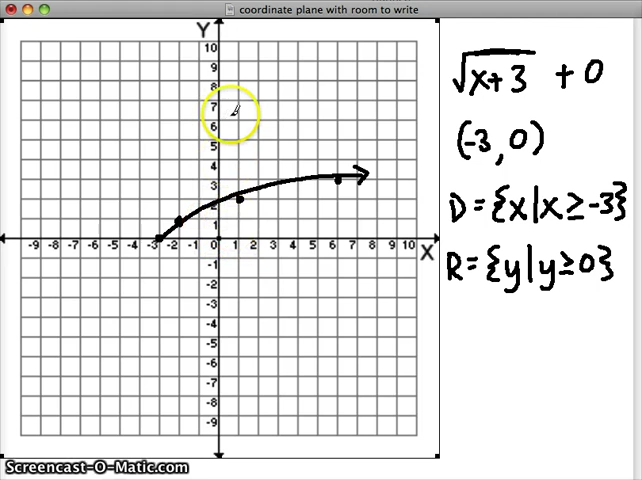 coordinate plane with room to write
Y
10
9
8
7
6
5
4
3
2
1
-9 -8 -7 -6 -5 -4 -3 -2 -1 0 1 2 3 4 5 6 7 8 9 10 X
-1
-2
-3
-4
-5
-6
-7
-8
-9
√x+3 + 0
(-3, 0)
D = {x|x ≥ -3}
R = {y|y ≥ 0}
Screencast-O-Matic.com